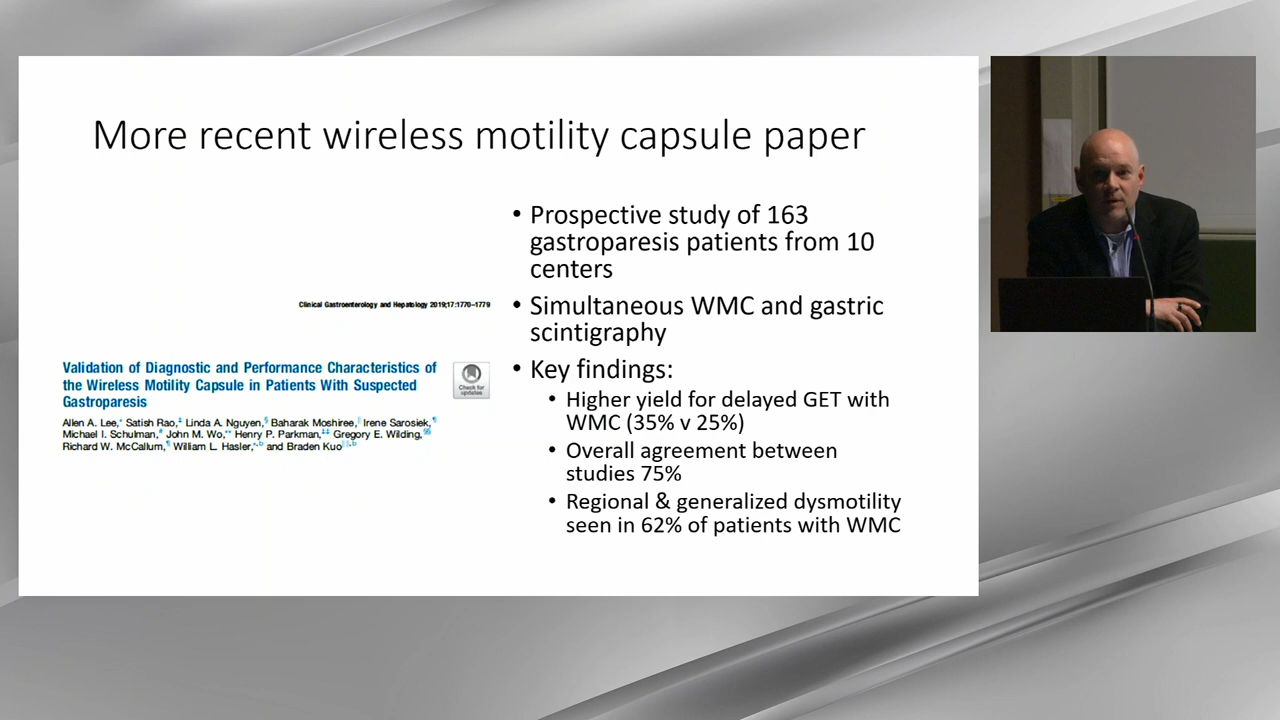 More recent wireless motility capsule paper
Clinical Gastroenterology and Hepatology 2019;17:1770–1779
Validation of Diagnostic and Performance Characteristics of
the Wireless Motility Capsule in Patients With Suspected
Gastroparesis
Check for
updates
Allen A. Lee,* Satish Rao,‡ Linda A. Nguyen,§ Baharak Moshiree,‖ Irene Sarosiek,¶
Michael I. Schulman,# John M. Wo,** Henry P. Parkman,‡‡ Gregory E. Wilding,§§
Richard W. McCallum,¶ William L. Hasler,*,b and Braden Kuo
• Prospective study of 163
gastroparesis patients from 10
centers
• Simultaneous WMC and gastric
scintigraphy
• Key findings:
• Higher yield for delayed GET with
WMC (35% v 25%)
• Overall agreement between
studies 75%
• Regional & generalized dysmotility
seen in 62% of patients with WMC